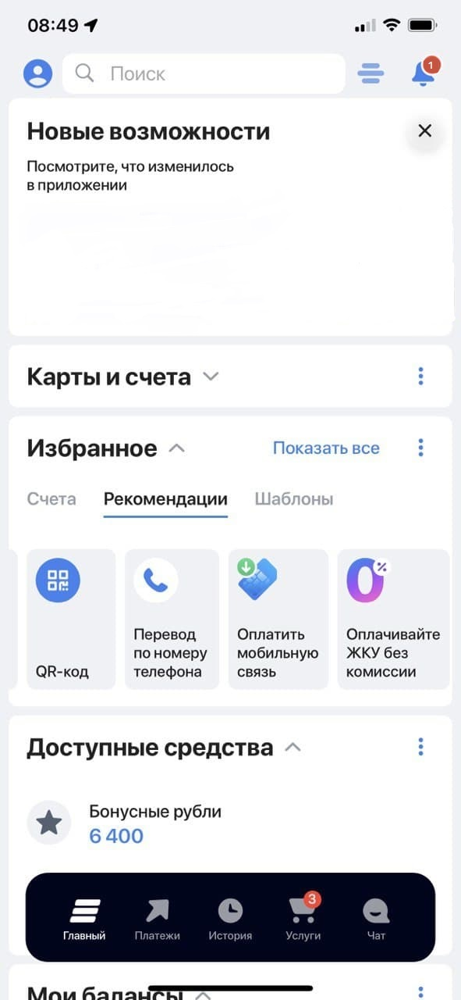 08:49
Поиск
1
Новые возможности
Посмотрите, что изменилось
в приложении
Карты и счета
Избранное
Показать все
Счета
Рекомендации
Шаблоны
QR-код
Перевод
по номеру
телефона
Оплатить
мобильную
связь
0 %
Оплачивайте
ЖКУ без
комиссии
Доступные средства
Бонусные рубли
6 400
3
Главный
Платежи
История
Услуги
Чат
Мои балансы